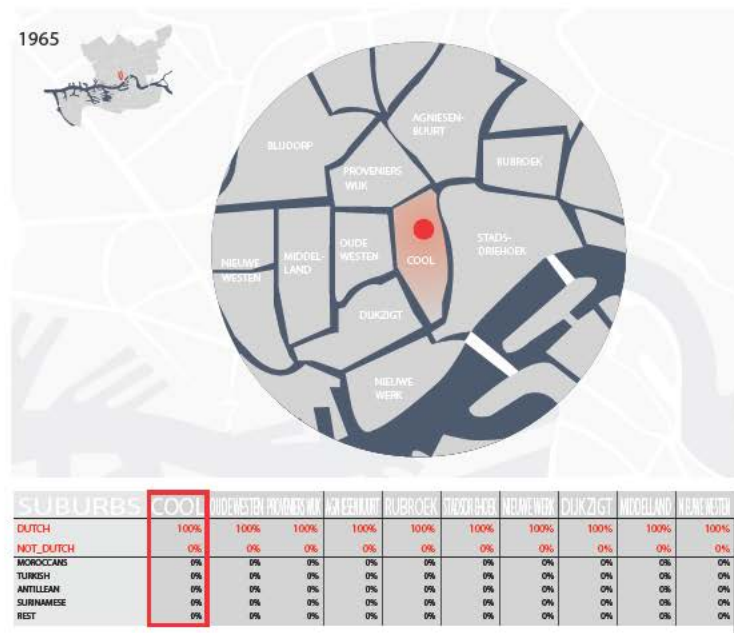 1965
AGNIESEN-
BUURT
BLIJDORP
RUBROEK
PROVENIERS
WIJK
STADS-
DRIEHOEK
OUDE
WESTEN
MIDDEL-
LAND
COOL
NIEUWE
WESTEN
DIJKZIGT
NIEUWE
WERK
SUBURBS COOL OUDE WESTEN PROVENIERS WIJK AGNIESENBUURT RUBROEK STADSDRIEHOEK NIEUWE WERK DIJKZIGT MIDDELLAND NIEUWE WESTEN
DUTCH 100% 100% 100% 100% 100% 100% 100% 100% 100% 100%
NOT_DUTCH 0% 0% 0% 0% 0% 0% 0% 0% 0% 0%
MOROCCANS 0% 0% 0% 0% 0% 0% 0% 0% 0% 0%
TURKISH 0% 0% 0% 0% 0% 0% 0% 0% 0% 0%
ANTILLEAN 0% 0% 0% 0% 0% 0% 0% 0% 0% 0%
SURINAMESE 0% 0% 0% 0% 0% 0% 0% 0% 0% 0%
REST 0% 0% 0% 0% 0% 0% 0% 0% 0% 0%